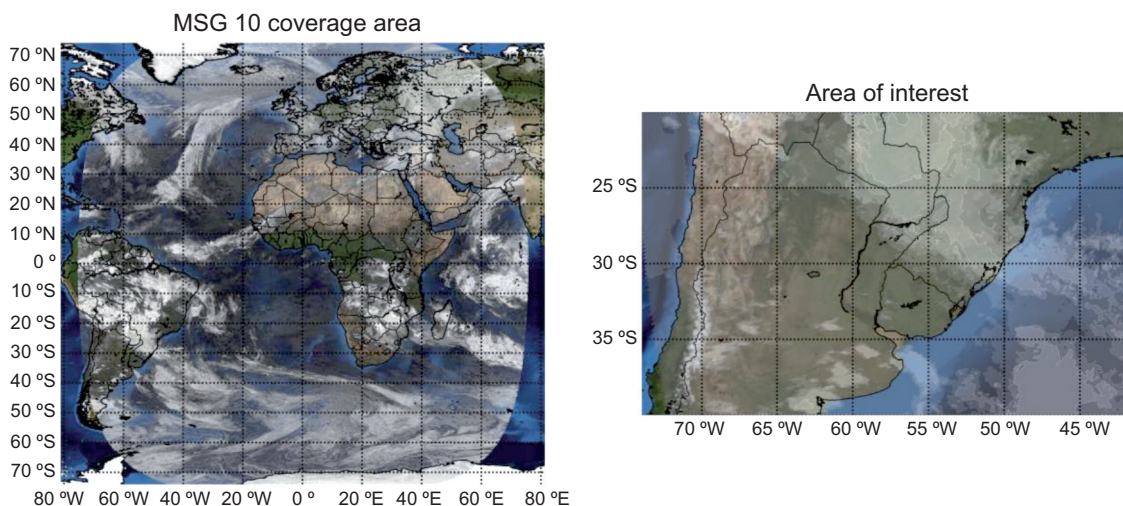 MSG 10 coverage area
70 ºN
60 ºN
50 ºN
40 ºN
30 ºN
20 ºN
10 ºN
0 º
10 ºS
20 ºS
30 ºS
40 ºS
50 ºS
60 ºS
70 ºS
80 ºW 60 ºW 40 ºW 20 ºW 0 º 20 ºE 40 ºE 60 ºE 80 ºE
Area of interest
25 ºS
30 ºS
35 ºS
70 ºW 65 ºW 60 ºW 55 ºW 50 ºW 45 ºW